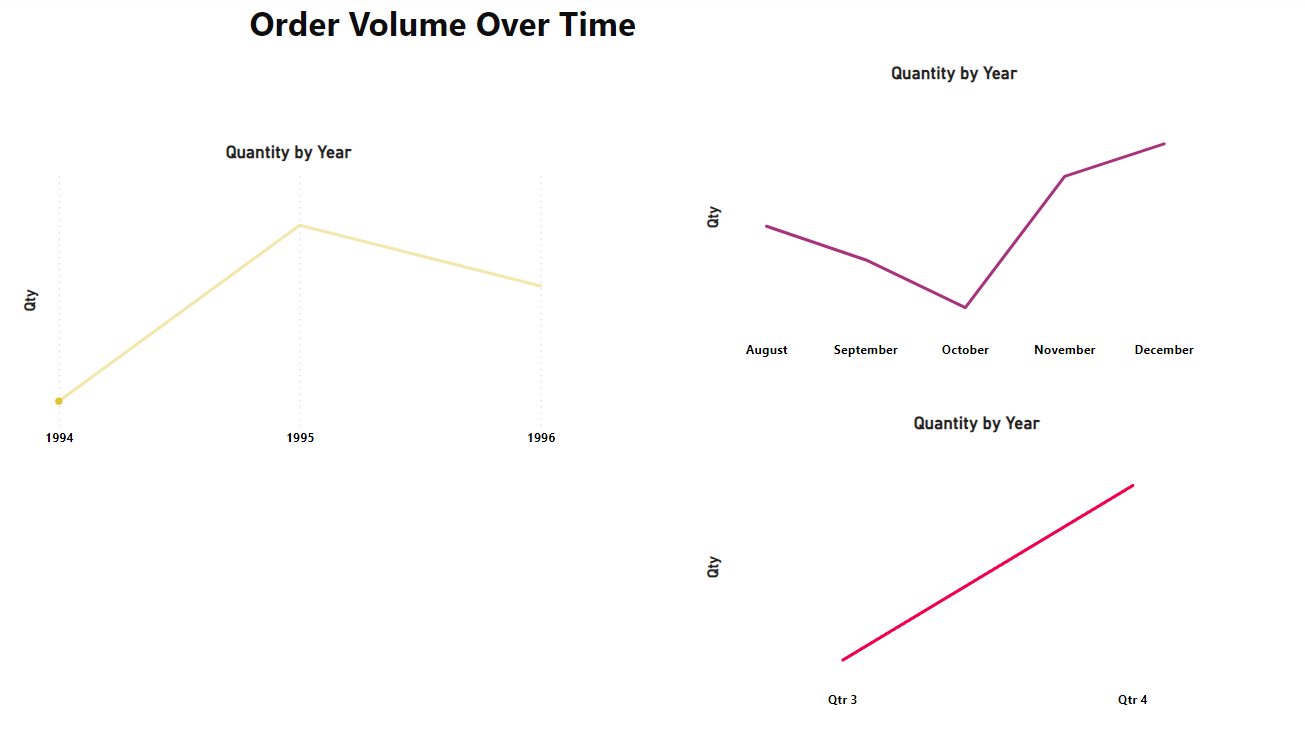 Order Volume Over Time
Quantity by Year
Qty
1994 1995 1996
Quantity by Year
Qty
August September October November December
Quantity by Year
Qty
Qtr 3 Qtr 4